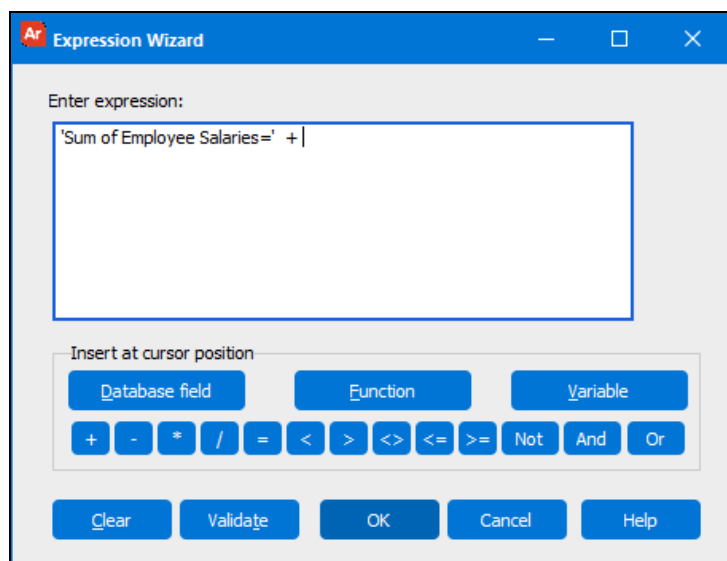 Ar Expression Wizard
Enter expression:
'Sum of Employee Salaries=' +
Insert at cursor position
Database field Function Variable
+ - * / = < > <> <= >= Not And Or
Clear Validate OK Cancel Help